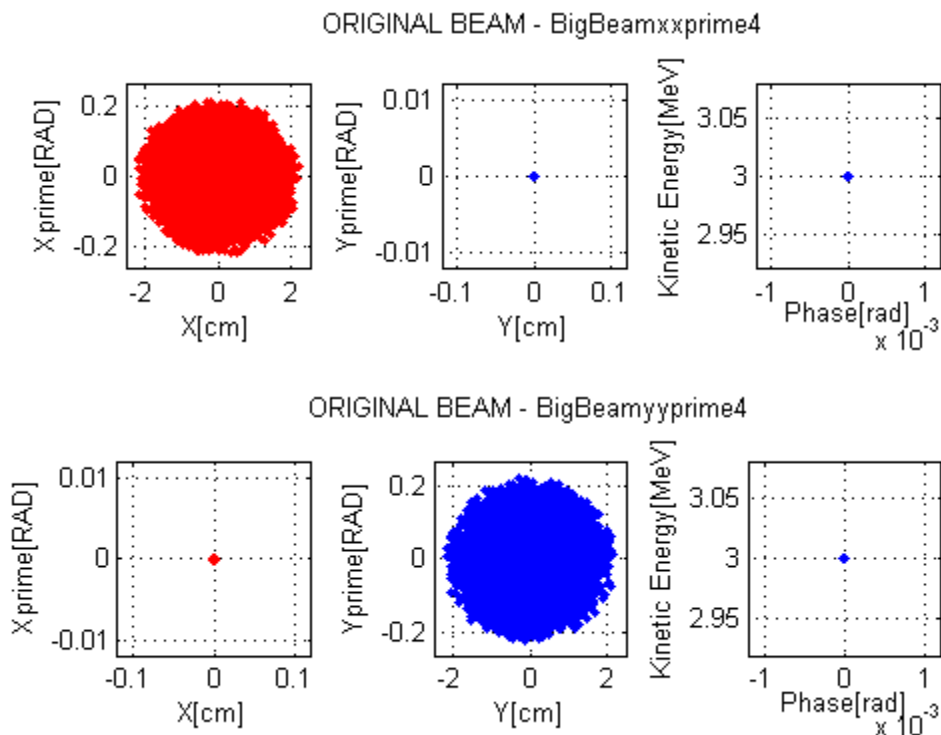 ORIGINAL BEAM - BigBeamxxprime4
Xprime[RAD]
0.2
0
-0.2
-2 0 2
X[cm]
Yprime[RAD]
0.01
0
-0.01
-0.1 0 0.1
Y[cm]
Kinetic Energy[MeV]
3.05
3
2.95
-1 0 1
Phase[rad]
x 10-3
ORIGINAL BEAM - BigBeamyyprime4
Xprime[RAD]
0.01
0
-0.01
-0.1 0 0.1
X[cm]
Yprime[RAD]
0.2
0
-0.2
-2 0 2
Y[cm]
Kinetic Energy[MeV]
3.05
3
2.95
-1 0 1
Phase[rad]
x 10-3